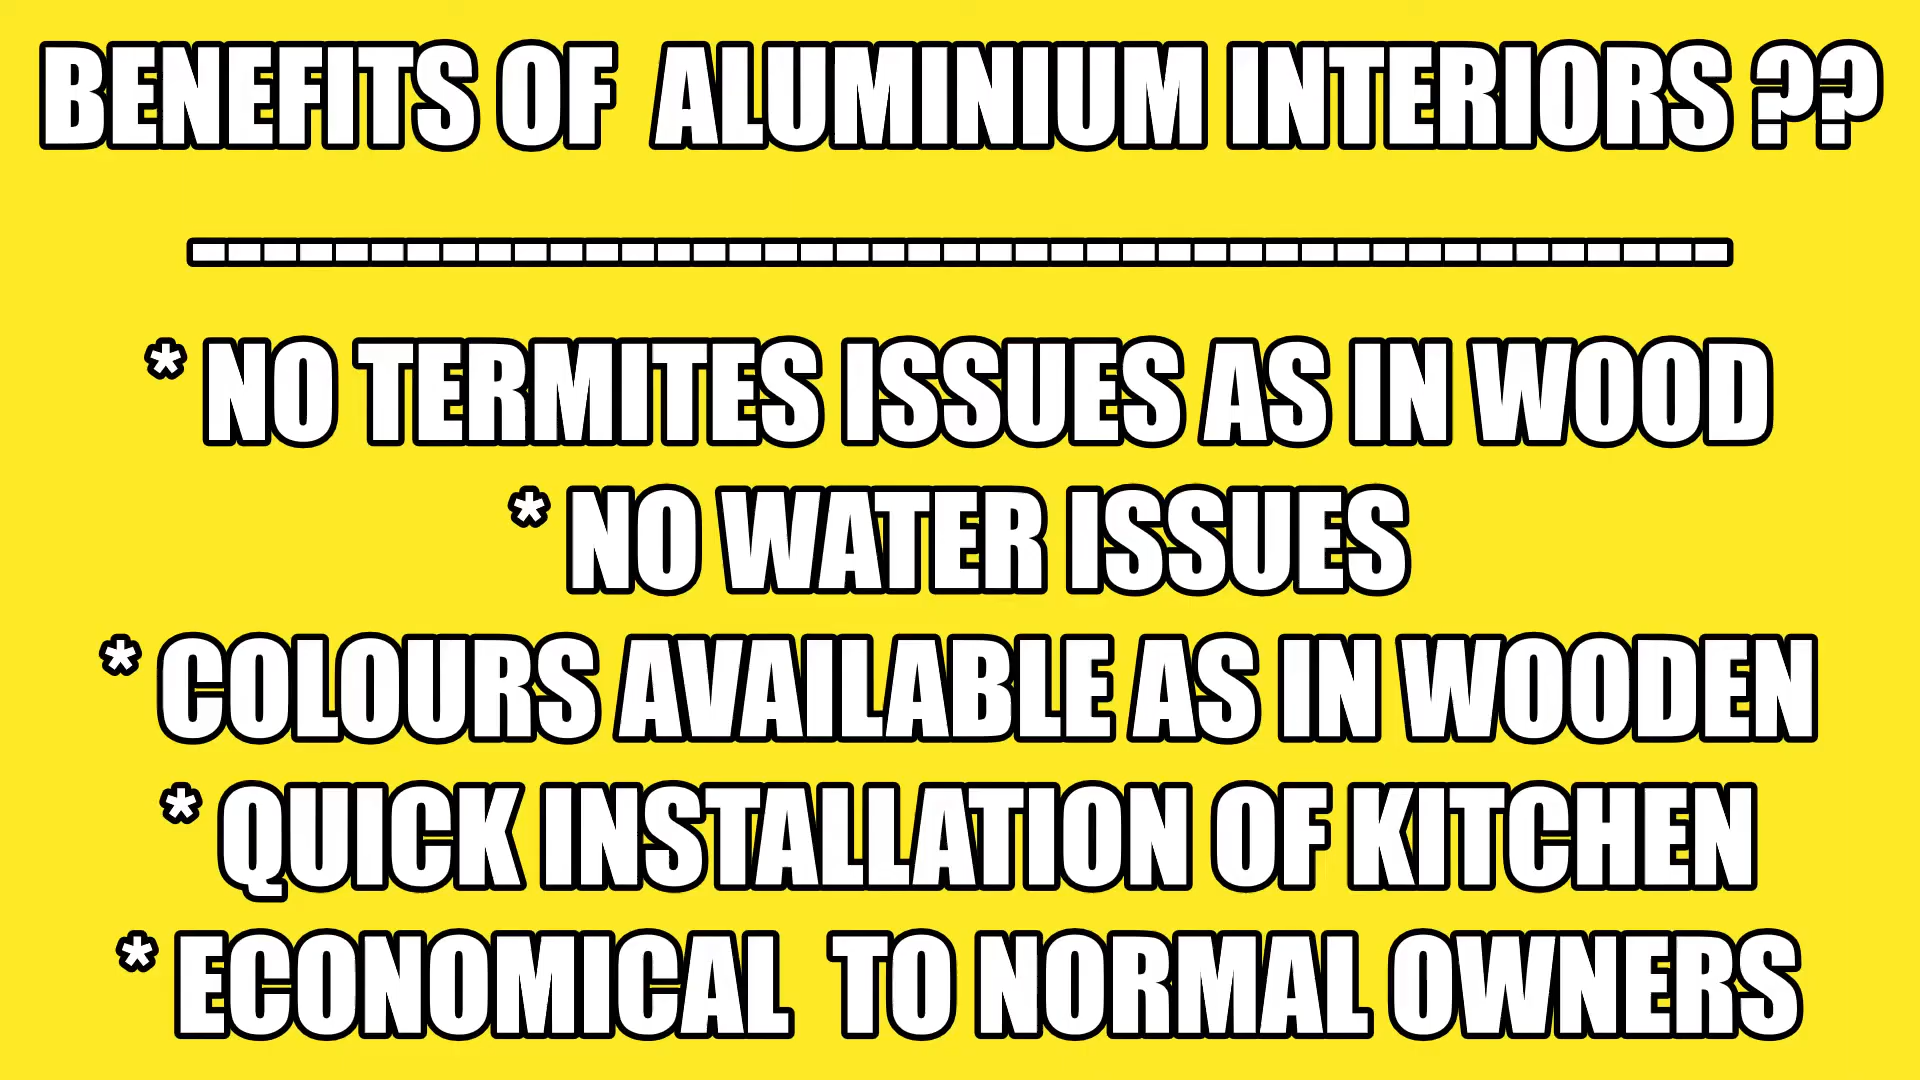 BENEFITS OF ALUMINIUM INTERIORS ??
-------------------------------------------
* NO TERMITES ISSUES AS IN WOOD
* NO WATER ISSUES
* COLOURS AVAILABLE AS IN WOODEN
* QUICK INSTALLATION OF KITCHEN
* ECONOMICAL TO NORMAL OWNERS